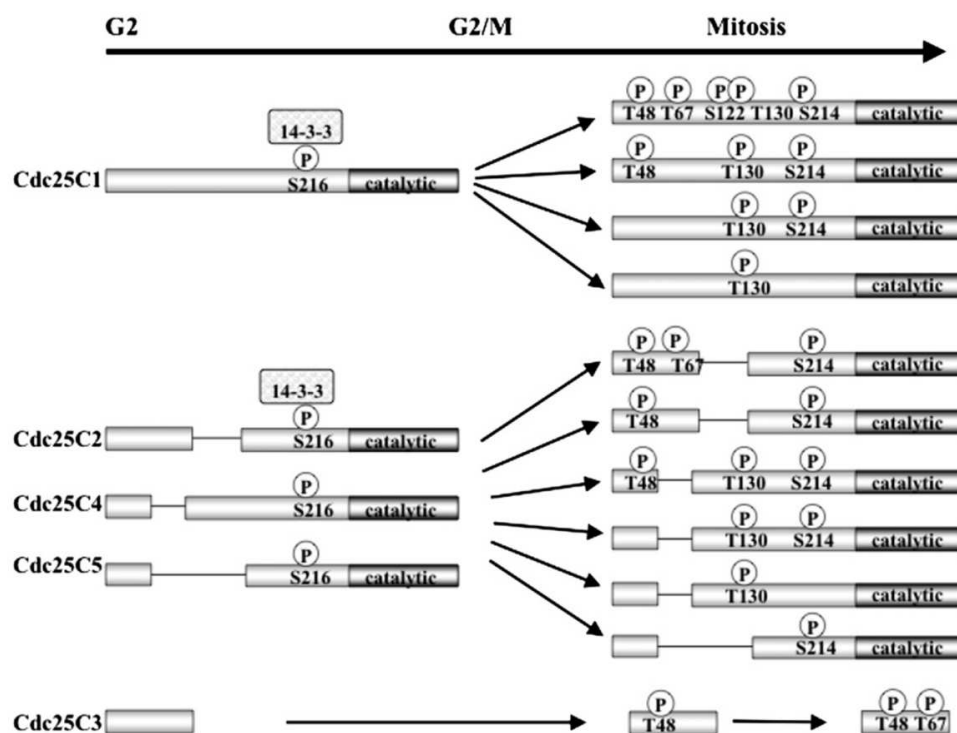 G2 G2/M Mitosis
P P P P P
T48 T67 S122 T130 S214 catalytic
14-3-3
P
Cdc25C1 S216 catalytic
P P P
T48 T130 S214 catalytic
P P
T130 S214 catalytic
P
T130 catalytic
P P P
T48 T67 S214 catalytic
14-3-3
P
Cdc25C2 S216 catalytic
P P
T48 S214 catalytic
P
Cdc25C4 S216 catalytic
P P P
T48 T130 S214 catalytic
P
Cdc25C5 S216 catalytic
P P
T130 S214 catalytic
P
T130 catalytic
P
S214 catalytic
P P P
Cdc25C3 T48 T48 T67